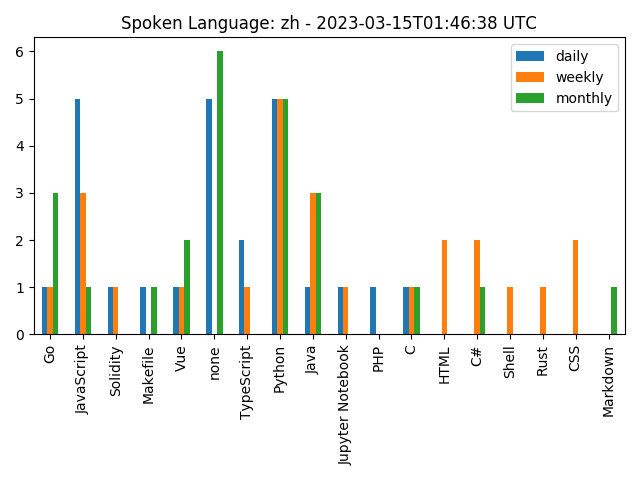 Spoken Language: zh - 2023-03-15T01:46:38 UTC
daily
weekly
monthly
6
5
4
3
2
1
0
Go
JavaScript
Solidity
Makefile
Vue
none
TypeScript
Python
Java
Jupyter Notebook
PHP
C
HTML
C#
Shell
Rust
CSS
Markdown